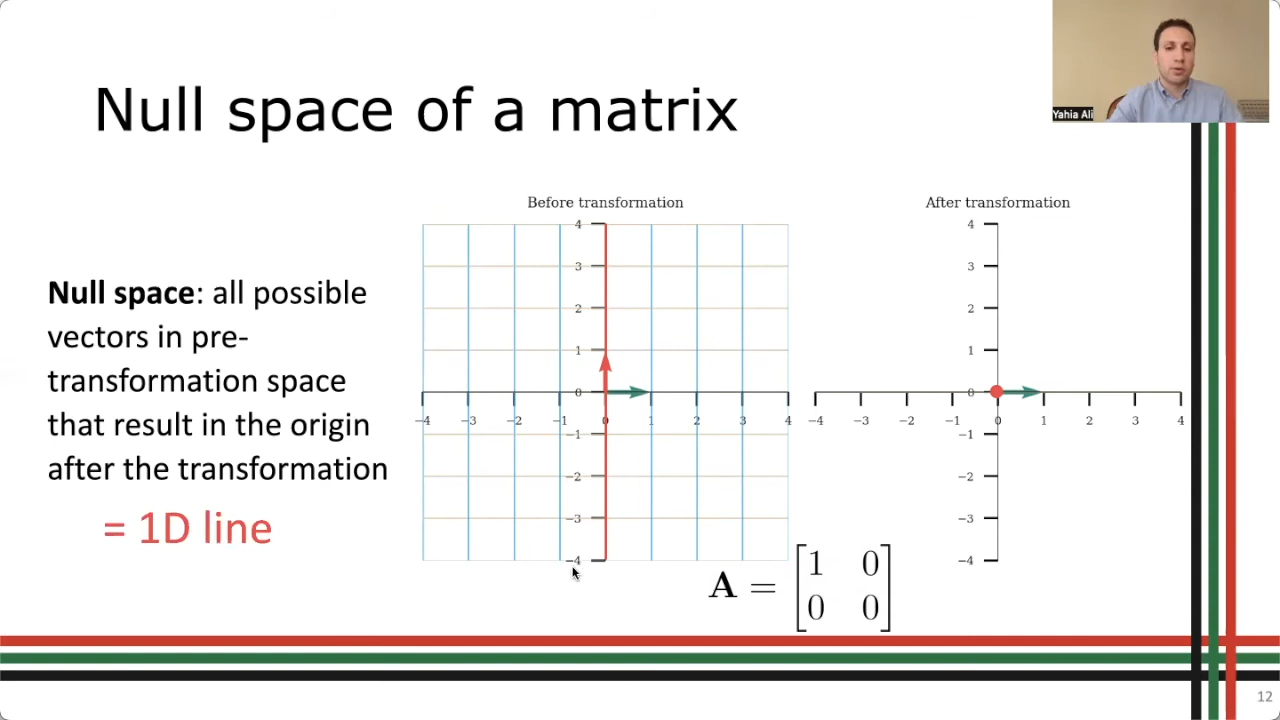 Yahia Ali
Null space of a matrix
Null space: all possible
vectors in pre-
transformation space
that result in the origin
after the transformation
= 1D line
Before transformation
4
3
2
1
0
−4 −3 −2 −1 0 1 2 3 4
−1
−2
−3
−4
After transformation
4
3
2
1
0
−4 −3 −2 −1 0 1 2 3 4
−1
−2
−3
−4
A = [1 0
0 0]
12